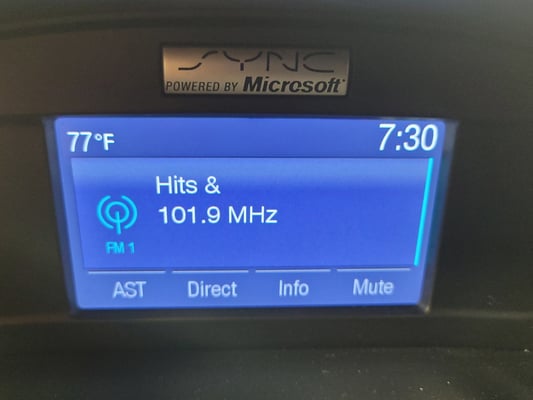 SYNC
POWERED BY Microsoft
77°F 7:30
Hits &
101.9 MHz
FM 1
AST Direct Info Mute